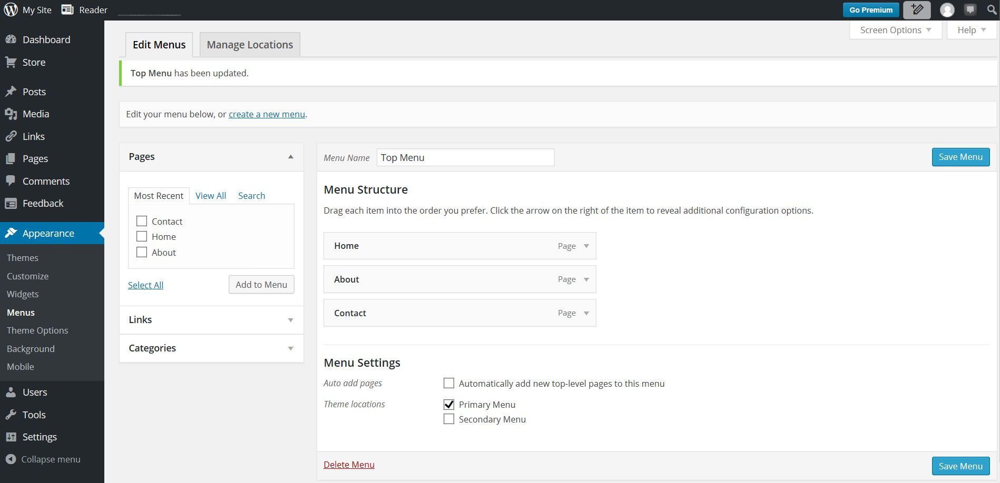 My Site Reader Go Premium
Dashboard
Store
Posts
Media
Links
Pages
Comments
Feedback
Appearance
Themes
Customize
Widgets
Menus
Theme Options
Background
Mobile
Users
Tools
Settings
Collapse menu
Screen Options Help
Edit Menus Manage Locations
Top Menu has been updated.
Edit your menu below, or create a new menu.
Pages
Most Recent View All Search
Contact
Home
About
Select All Add to Menu
Links
Categories
Menu Name Top Menu Save Menu
Menu Structure
Drag each item into the order you prefer. Click the arrow on the right of the item to reveal additional configuration options.
Home Page
About Page
Contact Page
Menu Settings
Auto add pages Automatically add new top-level pages to this menu
Theme locations Primary Menu
Secondary Menu
Delete Menu Save Menu